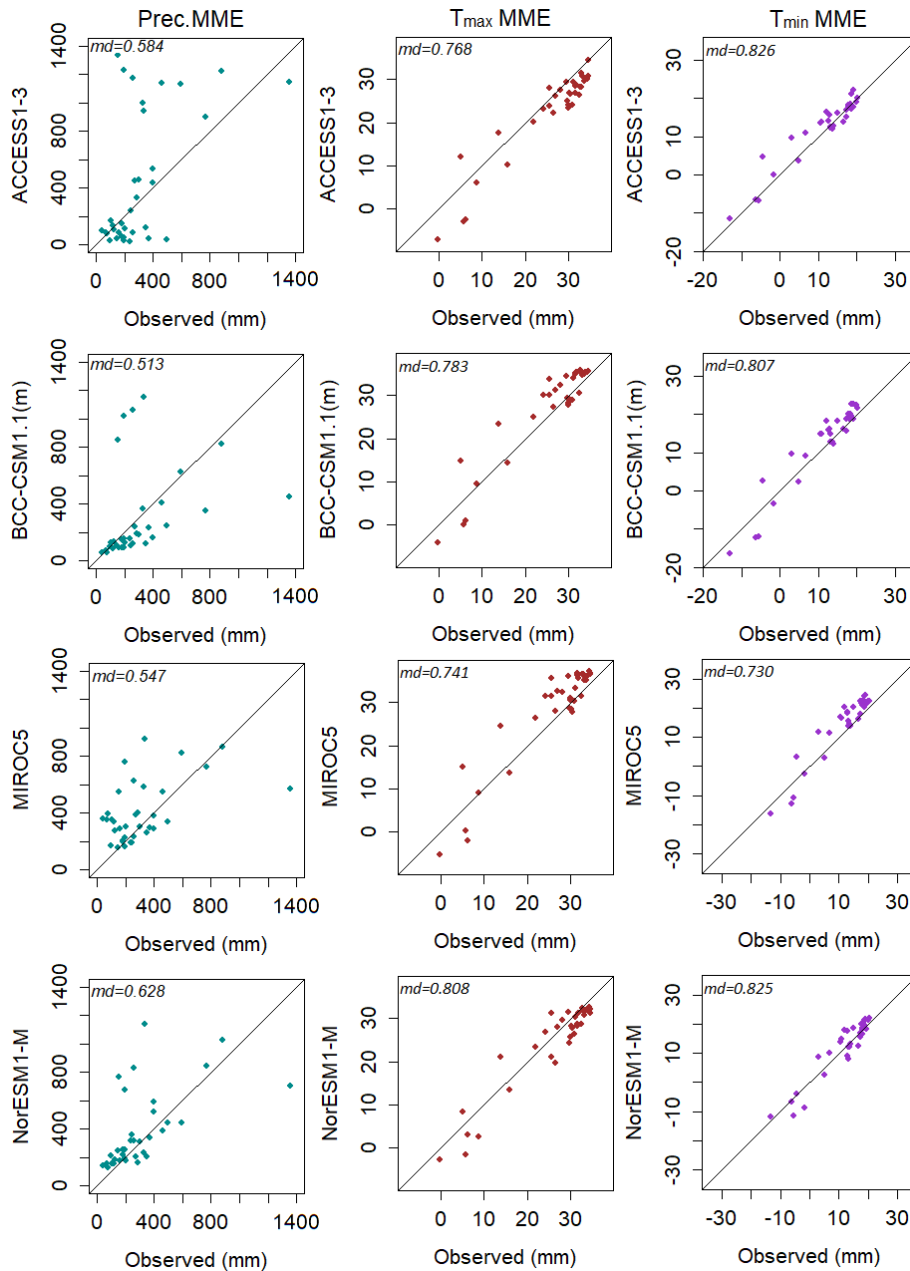 Prec.MME
T_max MME
T_min MME
md=0.584
md=0.768
md=0.826
ACCESS1-3
0 400 800 1400
0 400 800 1400
Observed (mm)
ACCESS1-3
0 10 20 30
0 10 20 30
Observed (mm)
ACCESS1-3
-20 0 10 20 30
-20 0 10 20 30
Observed (mm)
md=0.513
md=0.783
md=0.807
BCC-CSM1.1(m)
0 400 800 1400
0 400 800 1400
Observed (mm)
BCC-CSM1.1(m)
0 10 20 30
0 10 20 30
Observed (mm)
BCC-CSM1.1(m)
-20 0 10 20 30
-20 0 10 20 30
Observed (mm)
md=0.547
md=0.741
md=0.730
MIROC5
0 400 800 1400
0 400 800 1400
Observed (mm)
MIROC5
0 10 20 30
0 10 20 30
Observed (mm)
MIROC5
-30 -10 10 30
-30 -10 10 30
Observed (mm)
md=0.628
md=0.808
md=0.825
NorESM1-M
0 400 800 1400
0 400 800 1400
Observed (mm)
NorESM1-M
0 10 20 30
0 10 20 30
Observed (mm)
NorESM1-M
-30 -10 10 30
-30 -10 10 30
Observed (mm)